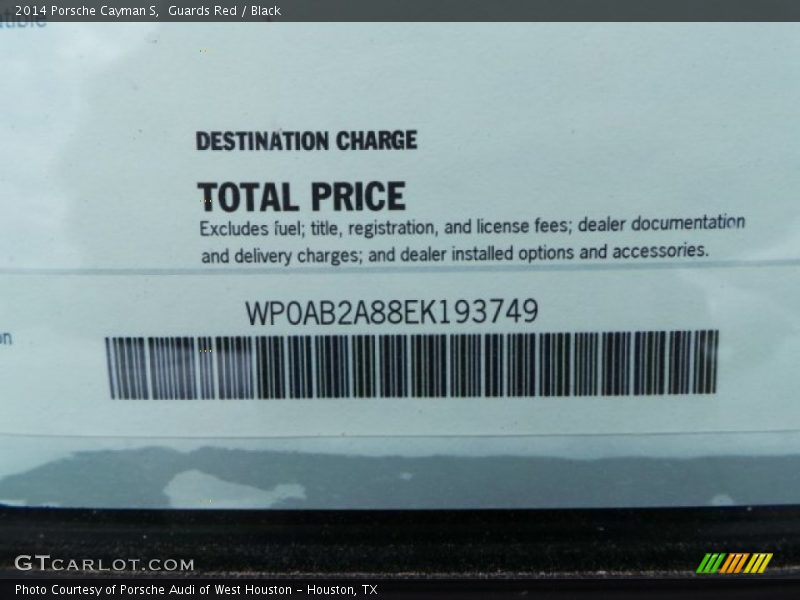 2014 Porsche Cayman S,  Guards Red / Black
DESTINATION CHARGE
TOTAL PRICE
Excludes fuel; title, registration, and license fees; dealer documentation
and delivery charges; and dealer installed options and accessories.
WP0AB2A88EK193749
GTCARLOT.COM
Photo Courtesy of Porsche Audi of West Houston – Houston, TX